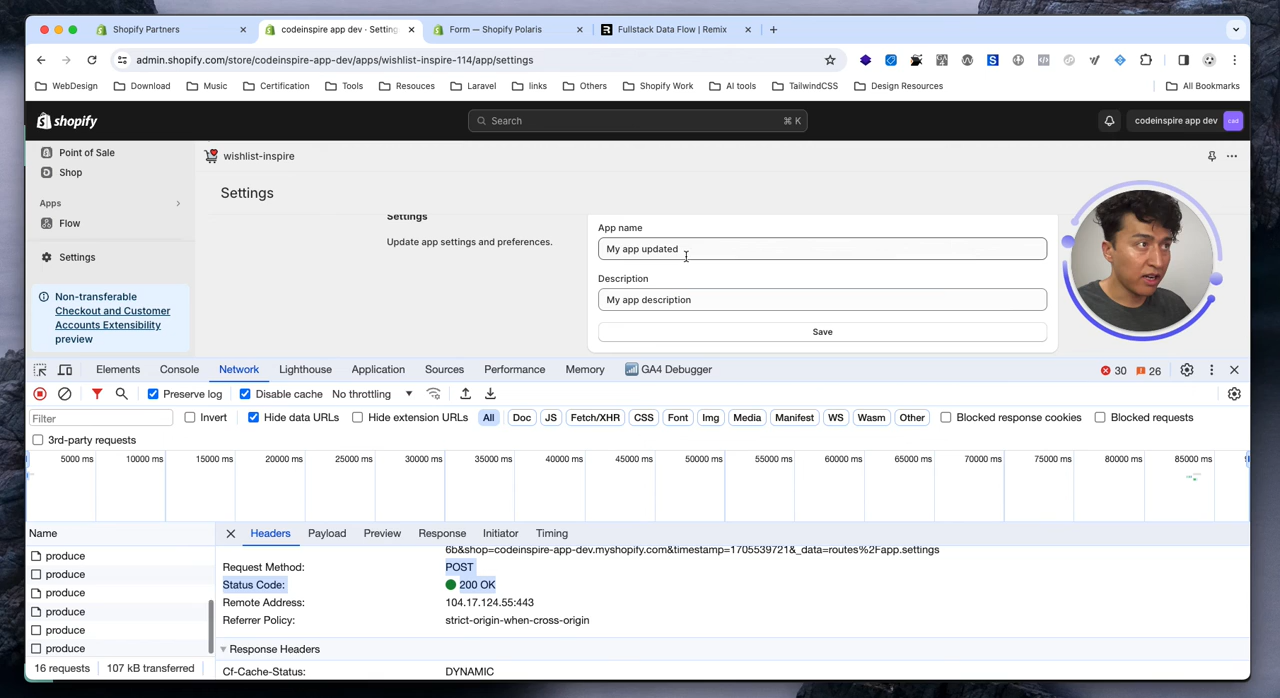 Shopify Partners
codeinspire app dev · Setting
Form — Shopify Polaris
Fullstack Data Flow | Remix
admin.shopify.com/store/codeinspire-app-dev/apps/wishlist-inspire-114/app/settings
WebDesign
Download
Music
Certification
Tools
Resouces
Laravel
links
Others
Shopify Work
AI tools
TailwindCSS
Design Resources
All Bookmarks
shopify
Search
⌘ K
codeinspire app dev
cad
Point of Sale
Shop
Apps
Flow
Settings
Non-transferable
Checkout and Customer
Accounts Extensibility
preview
wishlist-inspire
Settings
Settings
Update app settings and preferences.
App name
My app updated
Description
My app description
Save
Elements
Console
Network
Lighthouse
Application
Sources
Performance
Memory
GA4 Debugger
30
26
Preserve log
Disable cache
No throttling
Filter
Invert
Hide data URLs
Hide extension URLs
All
Doc
JS
Fetch/XHR
CSS
Font
Img
Media
Manifest
WS
Wasm
Other
Blocked response cookies
Blocked requests
3rd-party requests
5000 ms
10000 ms
15000 ms
20000 ms
25000 ms
30000 ms
35000 ms
40000 ms
45000 ms
50000 ms
55000 ms
60000 ms
65000 ms
70000 ms
75000 ms
80000 ms
85000 ms
Name
Headers
Payload
Preview
Response
Initiator
Timing
produce
produce
produce
produce
produce
produce
16 requests
107 kB transferred
6b&shop=codeinspire-app-dev.myshopify.com&timestamp=1705539721&_data=routes%2Fapp.settings
Request Method:
POST
Status Code:
200 OK
Remote Address:
104.17.124.55:443
Referrer Policy:
strict-origin-when-cross-origin
Response Headers
Cf-Cache-Status:
DYNAMIC